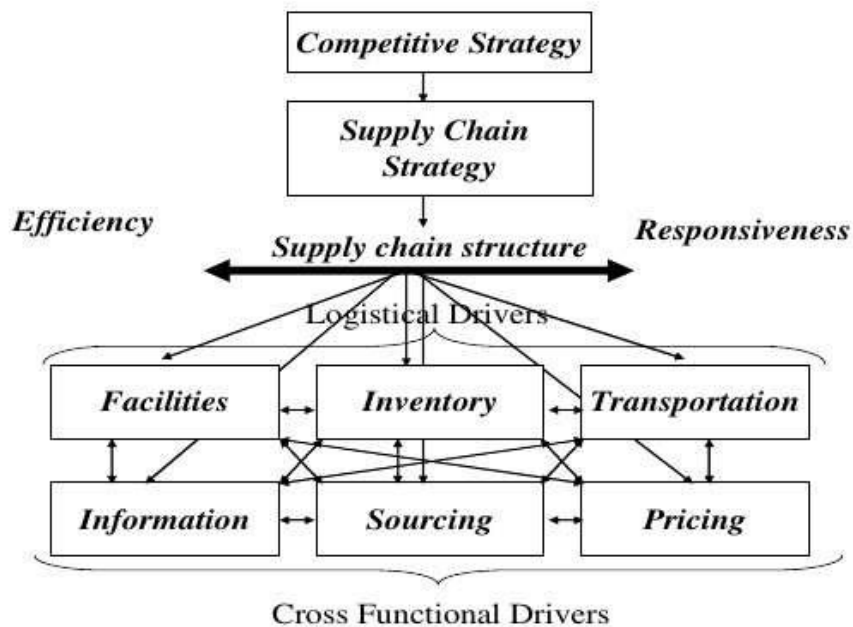 Competitive Strategy
Supply Chain
Strategy
Efficiency
Responsiveness
Supply chain structure
Logistical Drivers
Facilities
Inventory
Transportation
Information
Sourcing
Pricing
Cross Functional Drivers